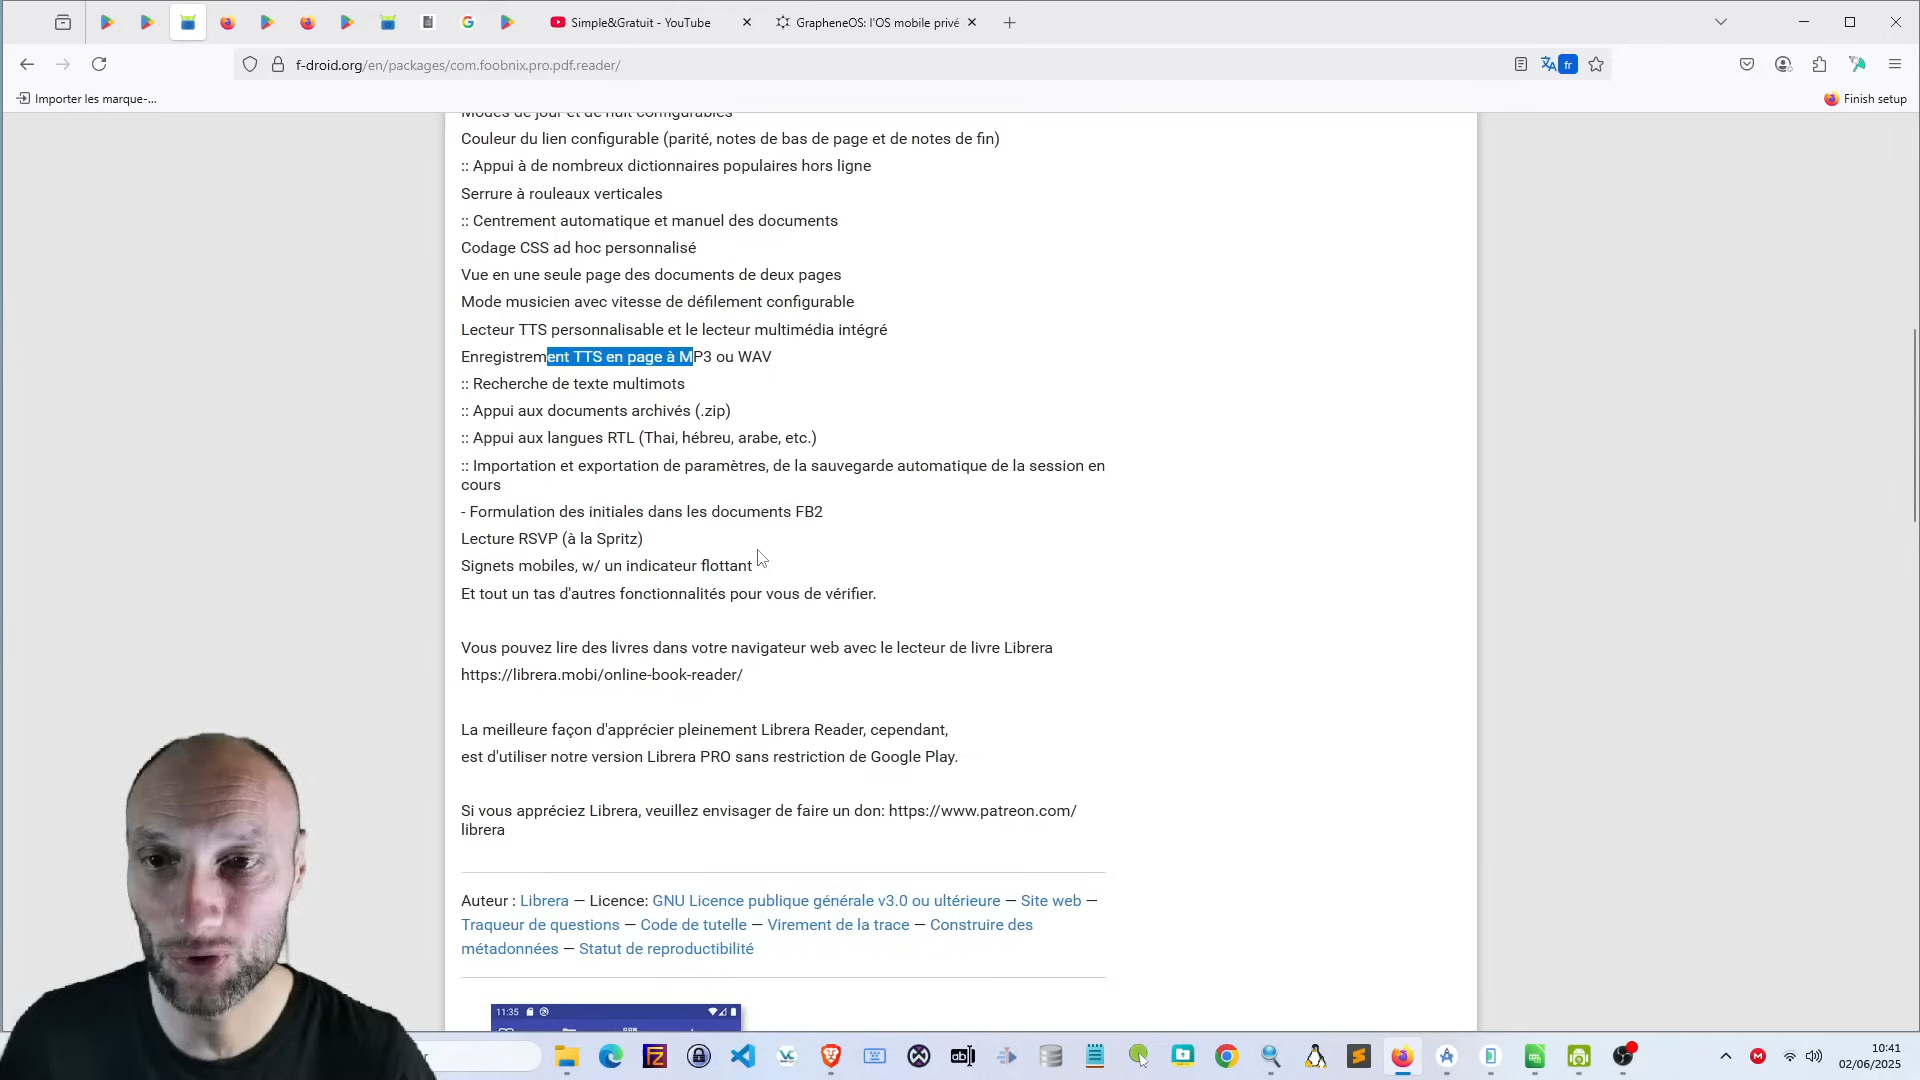 Simple&Gratuit - YouTube
GrapheneOS: l'OS mobile privé
f-droid.org/en/packages/com.foobnix.pro.pdf.reader/
fr
Importer les marque-...
Finish setup
Modes de jour et de nuit configurables
Couleur du lien configurable (parité, notes de bas de page et de notes de fin)
:: Appui à de nombreux dictionnaires populaires hors ligne
Serrure à rouleaux verticales
:: Centrement automatique et manuel des documents
Codage CSS ad hoc personnalisé
Vue en une seule page des documents de deux pages
Mode musicien avec vitesse de défilement configurable
Lecteur TTS personnalisable et le lecteur multimédia intégré
Enregistrement TTS en page à MP3 ou WAV
:: Recherche de texte multimots
:: Appui aux documents archivés (.zip)
:: Appui aux langues RTL (Thai, hébreu, arabe, etc.)
:: Importation et exportation de paramètres, de la sauvegarde automatique de la session en
cours
- Formulation des initiales dans les documents FB2
Lecture RSVP (à la Spritz)
Signets mobiles, w/ un indicateur flottant
Et tout un tas d'autres fonctionnalités pour vous de vérifier.
Vous pouvez lire des livres dans votre navigateur web avec le lecteur de livre Librera
https://librera.mobi/online-book-reader/
La meilleure façon d'apprécier pleinement Librera Reader, cependant,
est d'utiliser notre version Librera PRO sans restriction de Google Play.
Si vous appréciez Librera, veuillez envisager de faire un don: https://www.patreon.com/
librera
Auteur : Librera — Licence: GNU Licence publique générale v3.0 ou ultérieure — Site web —
Traqueur de questions — Code de tutelle — Virement de la trace — Construire des
métadonnées — Statut de reproductibilité
11:35
10:41
02/06/2025